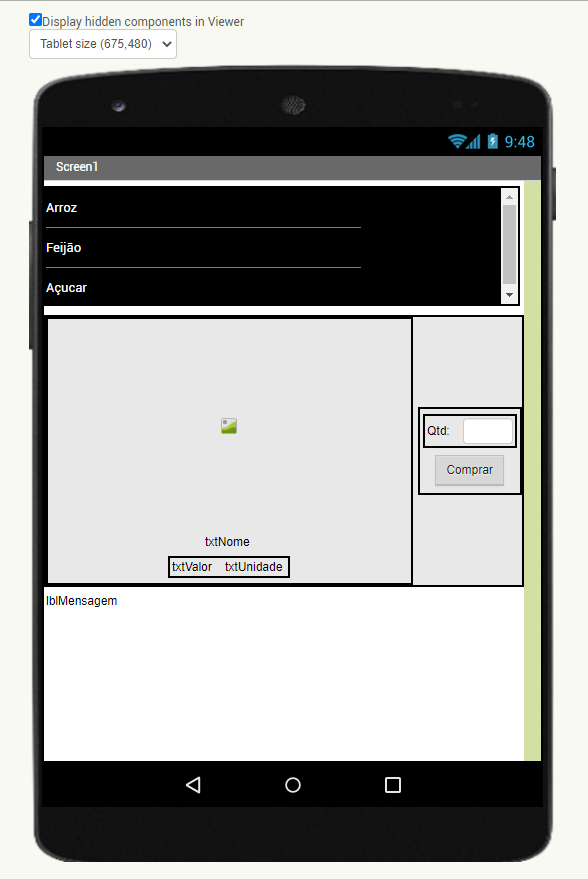 Display hidden components in Viewer
Tablet size (675,480)
9:48
Screen1
Arroz
Feijão
Açucar
Qtd:
Comprar
txtNome
txtValor txtUnidade
lblMensagem